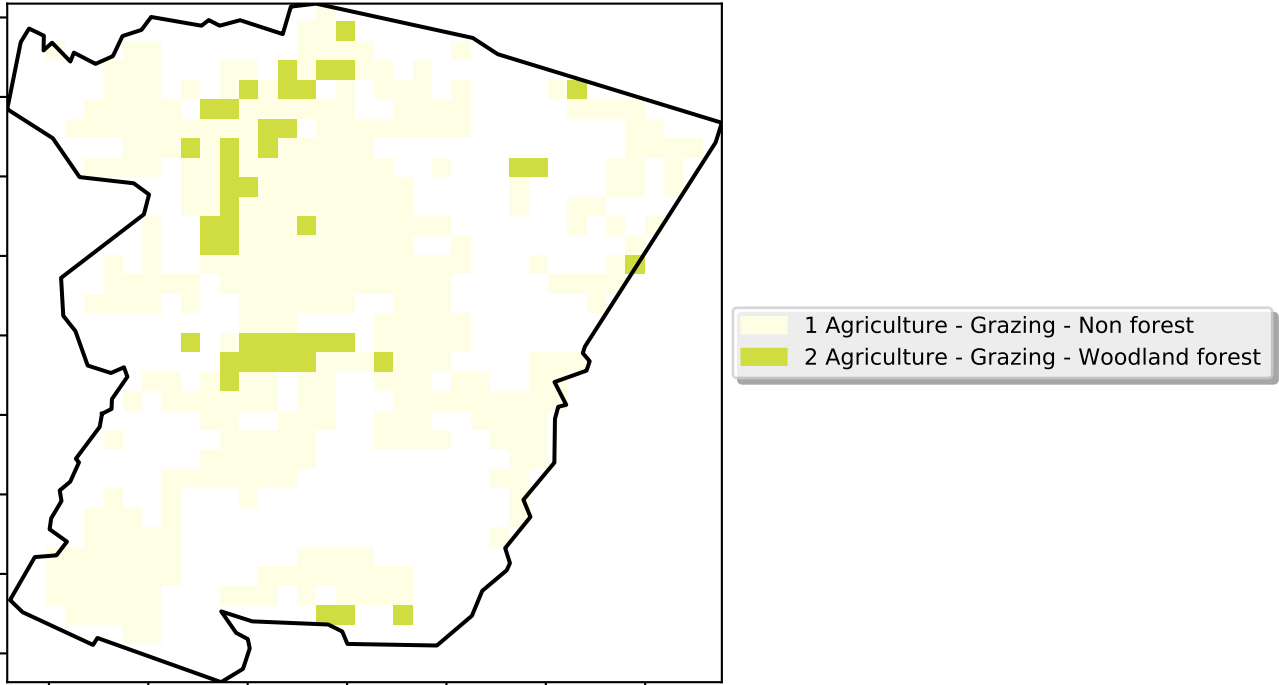 1 Agriculture - Grazing - Non forest
2 Agriculture - Grazing - Woodland forest